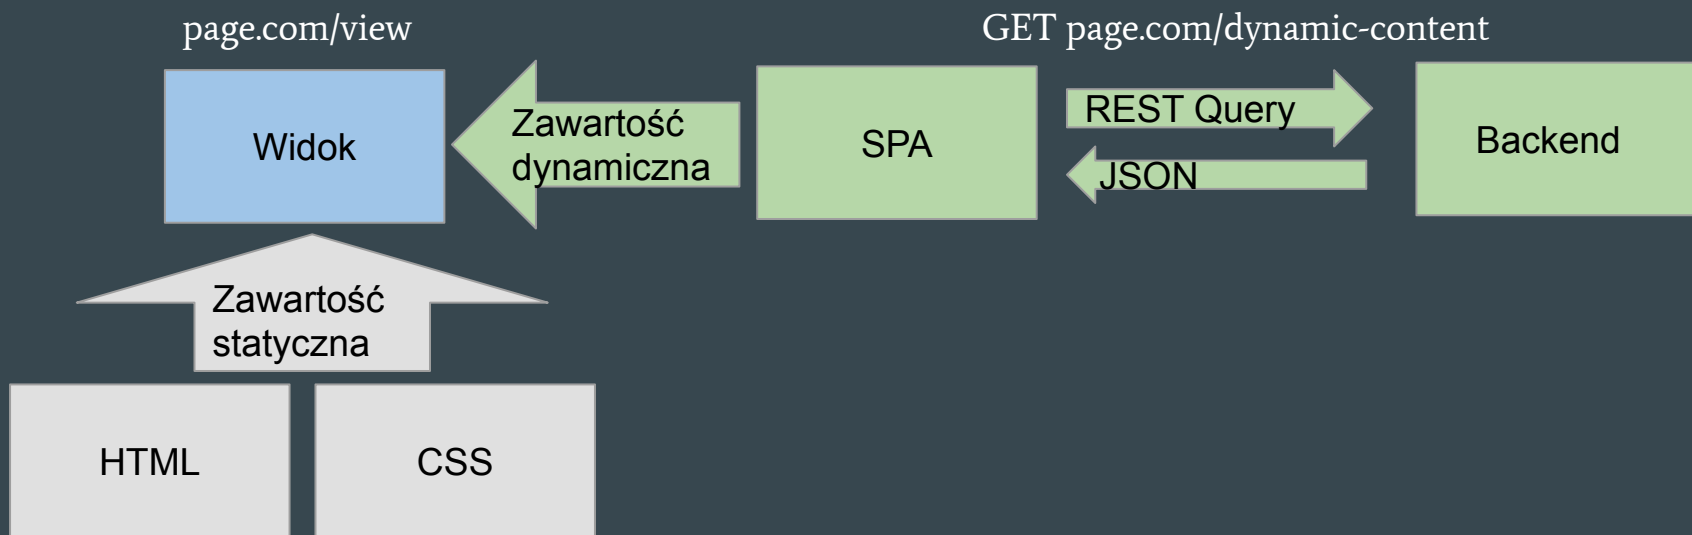 page.com/view
GET page.com/dynamic-content
Widok
Zawartość
dynamiczna
SPA
REST Query
JSON
Backend
Zawartość
statyczna
HTML
CSS